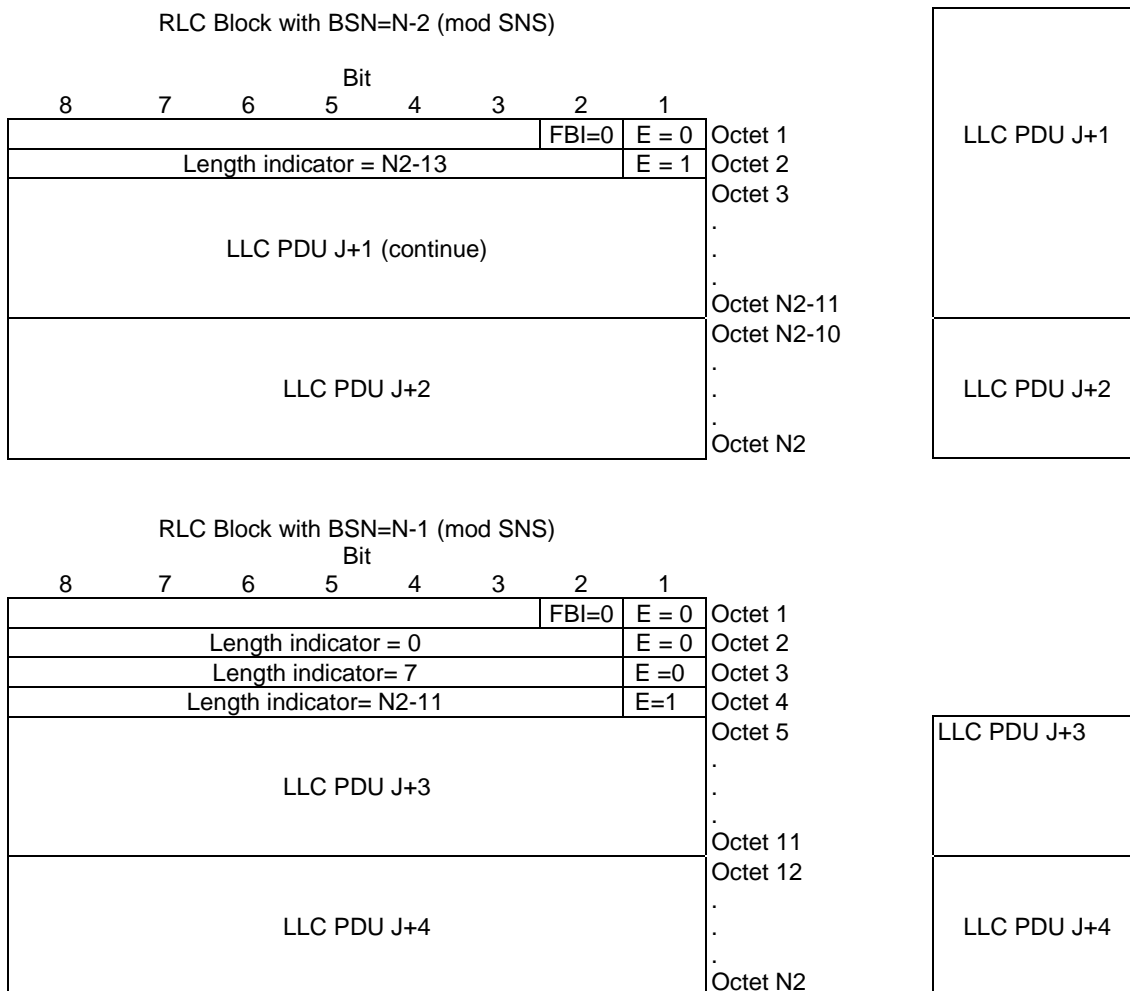 RLC Block with BSN=N-2 (mod SNS)
Bit
8 7 6 5 4 3 2 1
FBI=0 E = 0 Octet 1 LLC PDU J+1
Length indicator = N2-13 E = 1 Octet 2
Octet 3
.
LLC PDU J+1 (continue) .
.
Octet N2-11
Octet N2-10
.
LLC PDU J+2 . LLC PDU J+2
.
Octet N2
RLC Block with BSN=N-1 (mod SNS)
Bit
8 7 6 5 4 3 2 1
FBI=0 E = 0 Octet 1
Length indicator = 0 E = 0 Octet 2
Length indicator= 7 E =0 Octet 3
Length indicator= N2-11 E=1 Octet 4
Octet 5 LLC PDU J+3
.
LLC PDU J+3 .
.
Octet 11
Octet 12
.
LLC PDU J+4 . LLC PDU J+4
.
Octet N2